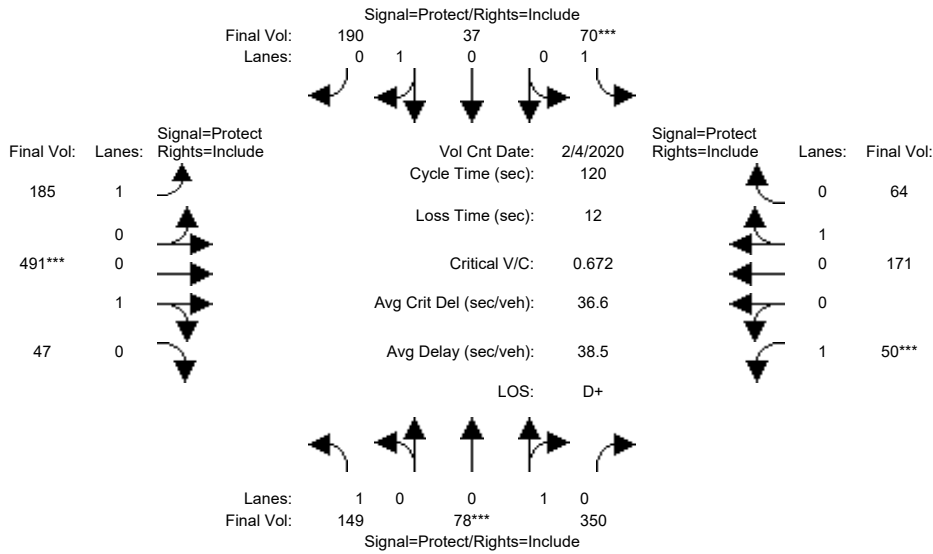 Signal=Protect/Rights=Include
Final Vol: 190 37 70***
Lanes: 0 1 0 0 1
Signal=Protect
Final Vol: Lanes: Rights=Include
Vol Cnt Date: 2/4/2020
Signal=Protect
Rights=Include Lanes: Final Vol:
Cycle Time (sec): 120
185 1
0 64
Loss Time (sec): 12
0
1
491*** 0
Critical V/C: 0.672
0 171
1
Avg Crit Del (sec/veh): 36.6
0
47 0
Avg Delay (sec/veh): 38.5
1 50***
LOS: D+
Lanes: 1 0 0 1 0
Final Vol: 149 78*** 350
Signal=Protect/Rights=Include